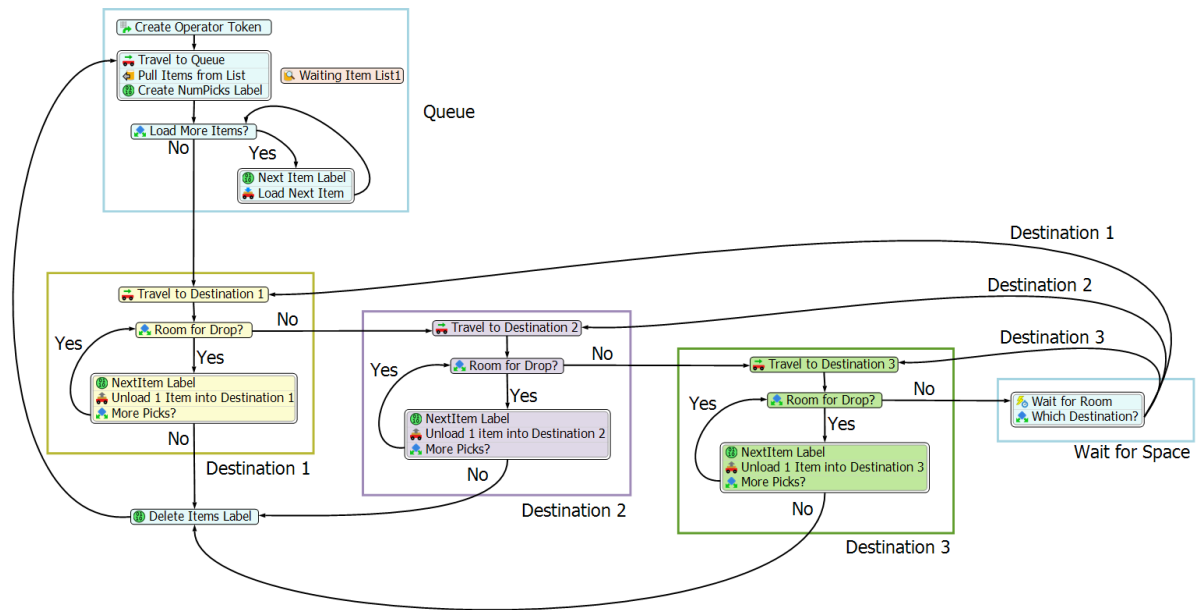 Create Operator Token
Travel to Queue
Pull Items from List
Create NumPicks Label
Waiting Item List1
Queue
Load More Items?
No
Yes
Next Item Label
Load Next Item
Destination 1
Destination 2
Destination 3
Travel to Destination 1
Room for Drop?
No
Yes
Yes
NextItem Label
Unload 1 Item into Destination 1
More Picks?
No
Destination 1
Travel to Destination 2
Room for Drop?
No
Yes
Yes
NextItem Label
Unload 1 item into Destination 2
More Picks?
No
Destination 2
Travel to Destination 3
Room for Drop?
No
Yes
Yes
NextItem Label
Unload 1 Item into Destination 3
More Picks?
No
Destination 3
Wait for Room
Which Destination?
Wait for Space
Delete Items Label